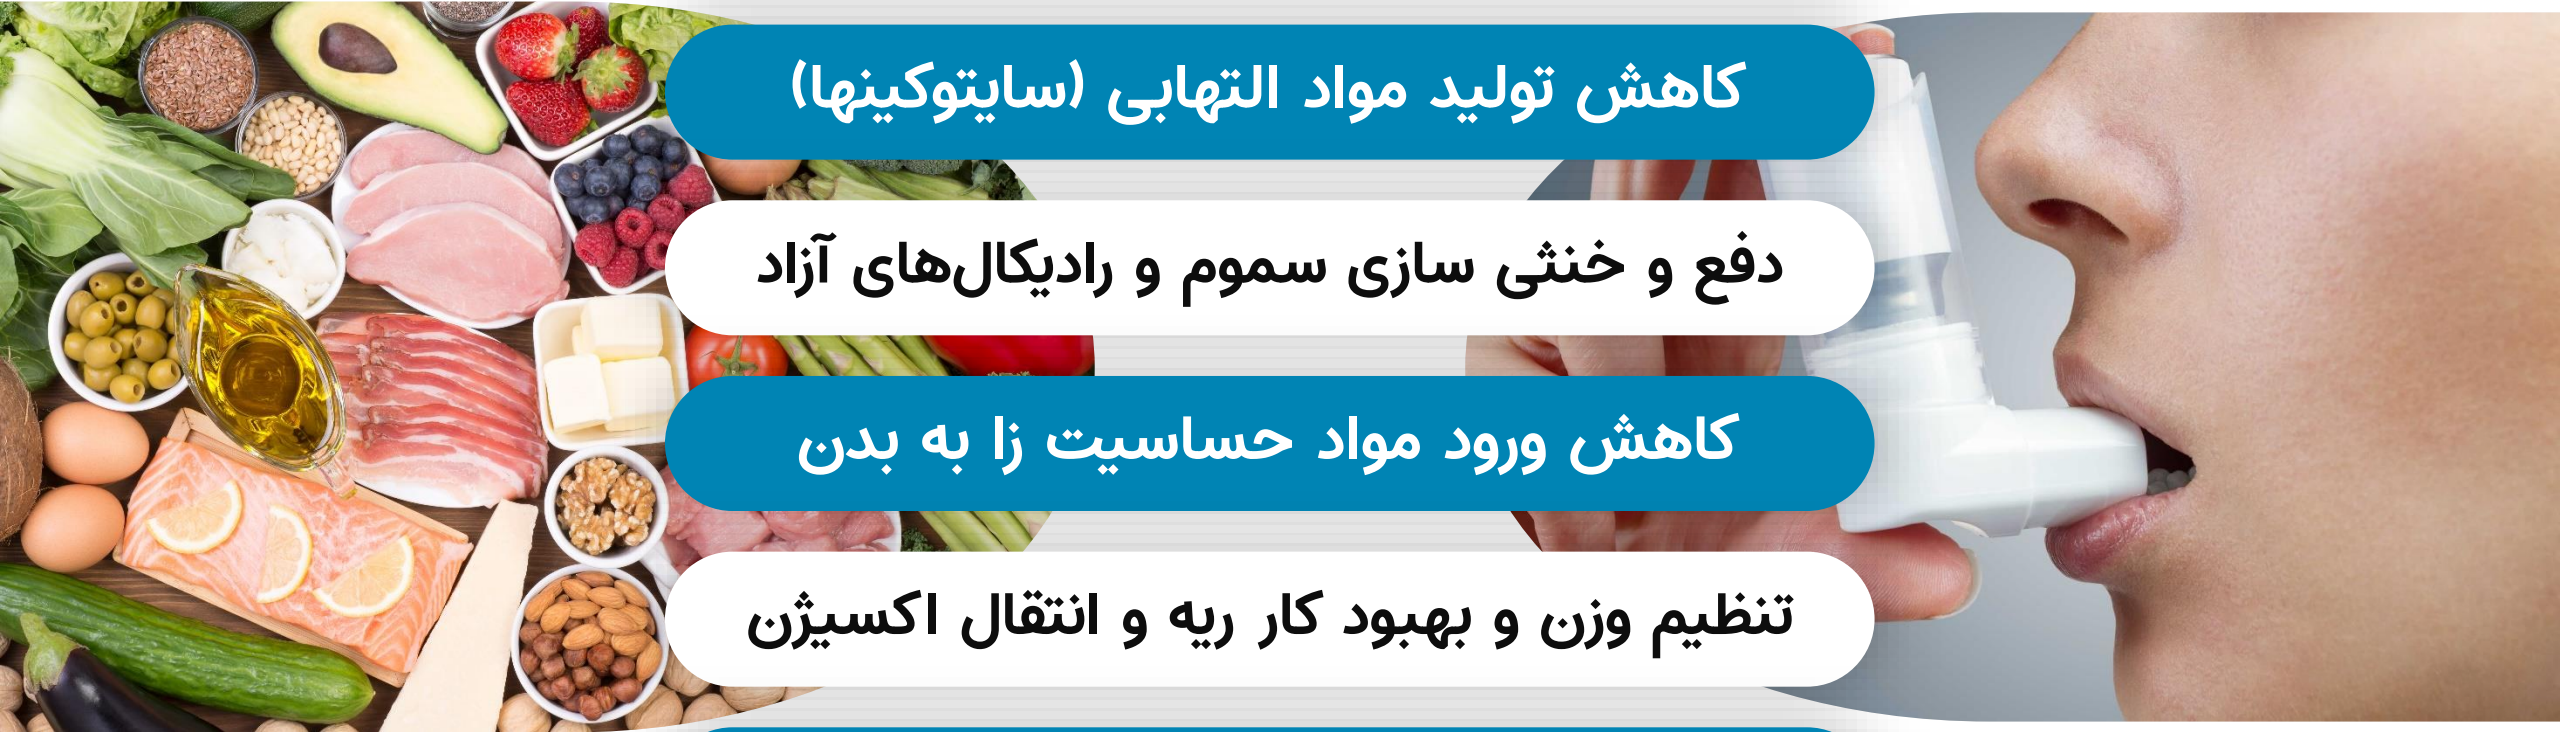 کاهش تولید مواد التهابی (سایتوکینها)
دفع و خنثی سازی سموم و رادیکال‌های آزاد
کاهش ورود مواد حساسیت زا به بدن
تنظیم وزن و بهبود کار ریه و انتقال اکسیژن